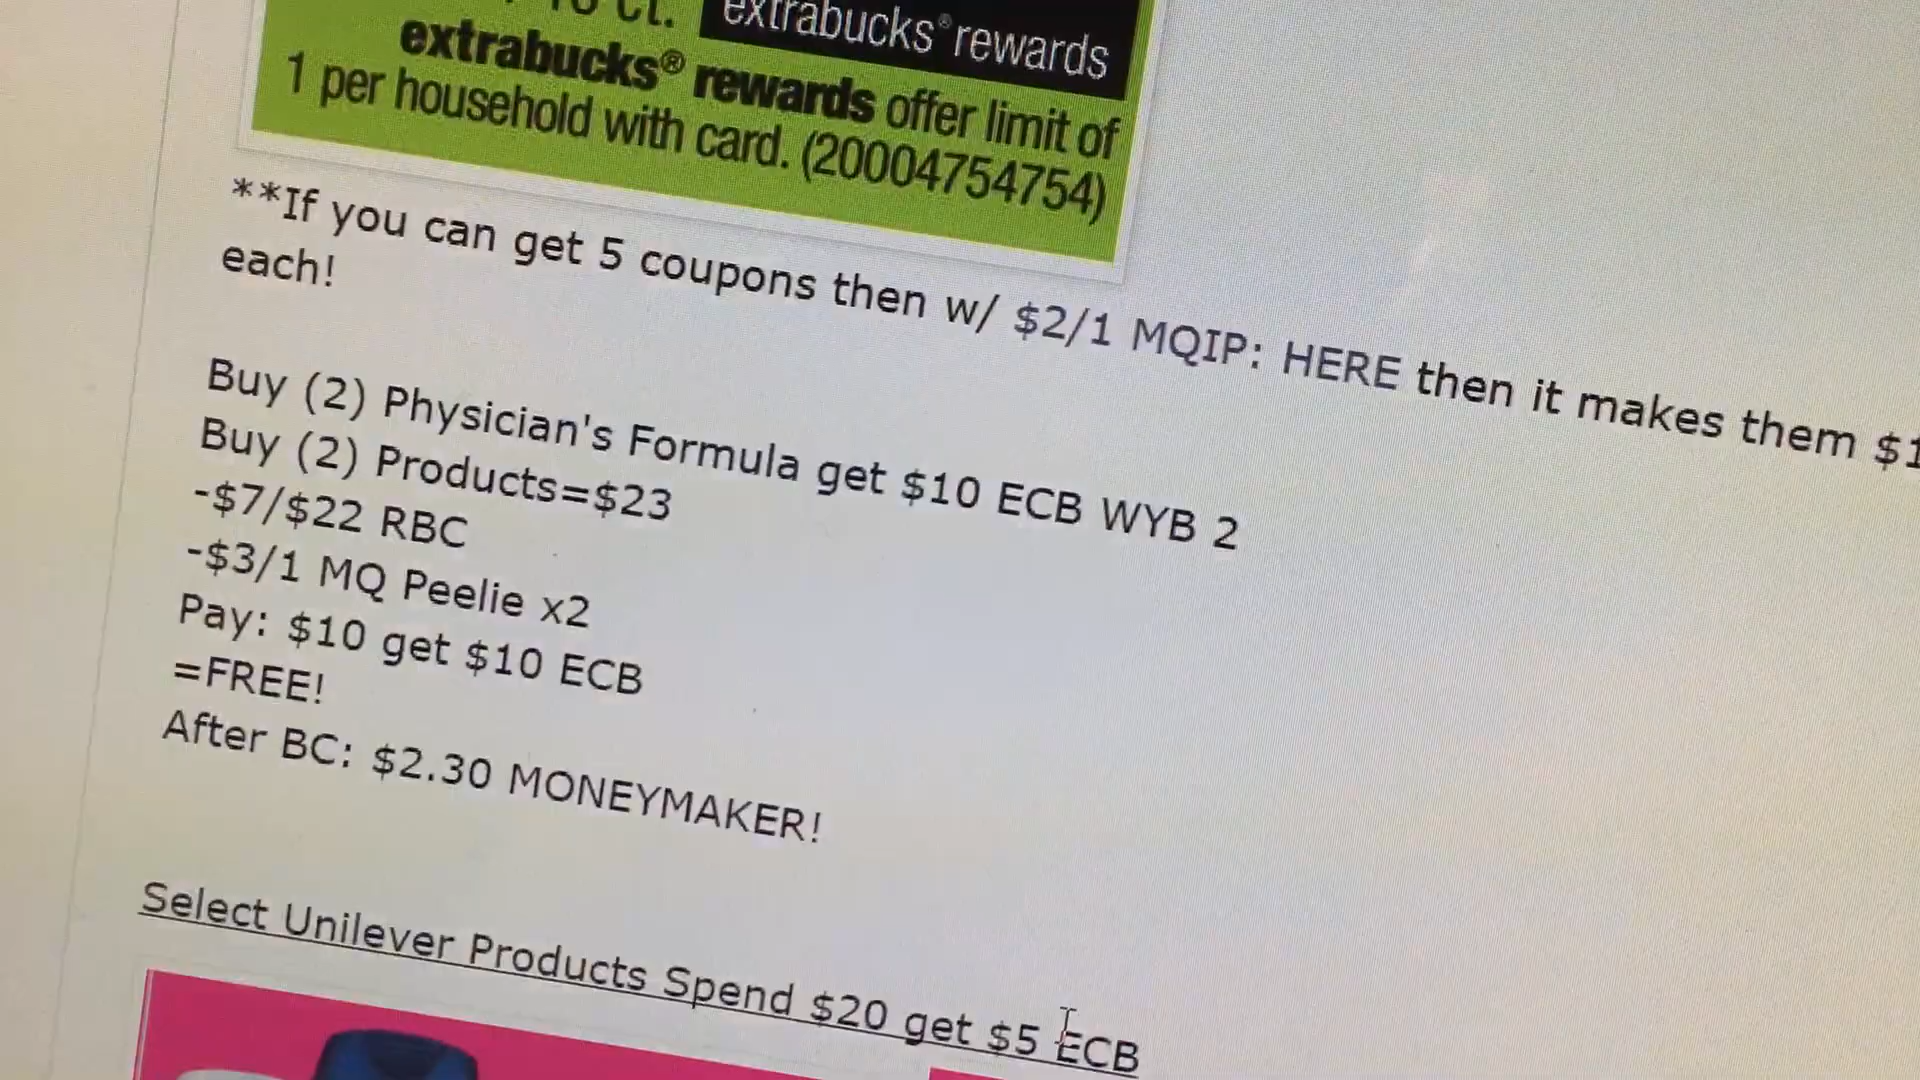 ct. extrabucks® rewards
extrabucks® rewards offer limit of
1 per household with card. (20004754754)
**If you can get 5 coupons then w/ $2/1 MQIP: HERE then it makes them $1
each!
Buy (2) Physician's Formula get $10 ECB WYB 2
Buy (2) Products=$23
-$7/$22 RBC
-$3/1 MQ Peelie x2
Pay: $10 get $10 ECB
=FREE!
After BC: $2.30 MONEYMAKER!
Select Unilever Products Spend $20 get $5 ECB